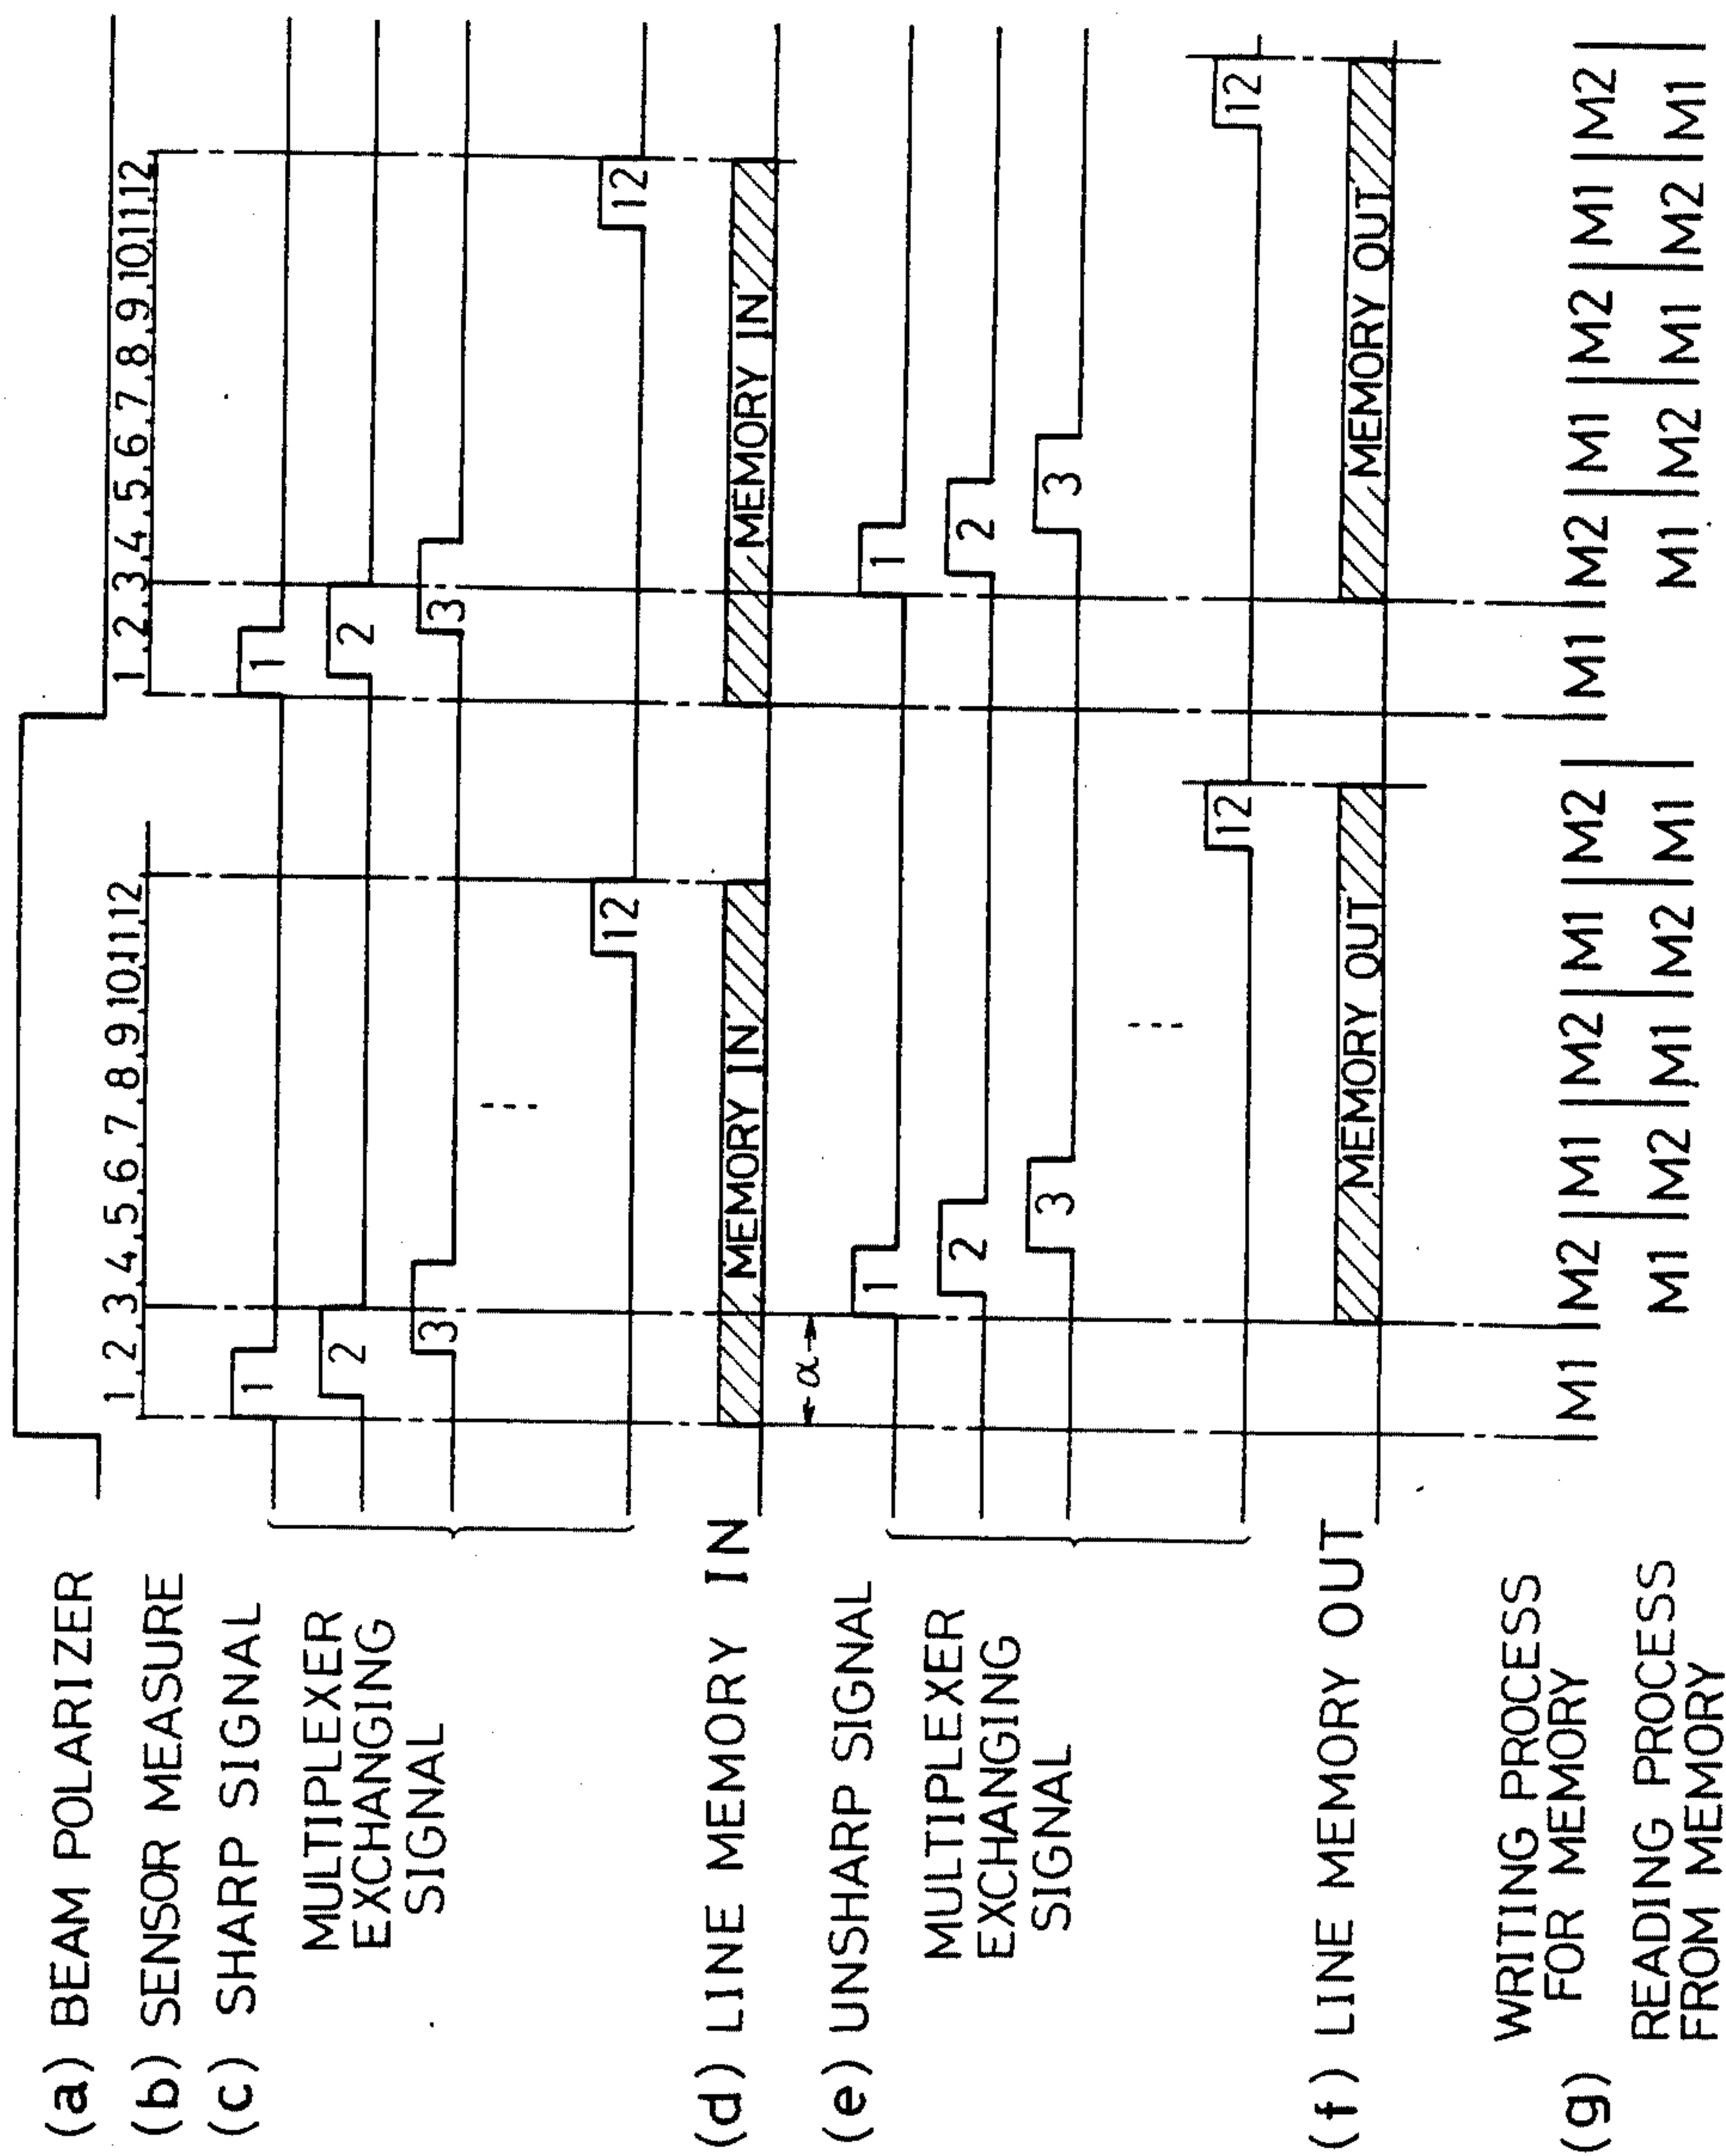 (a) BEAM POLARIZER
(b) SENSOR MEASURE
1.2.3.4.5.6.7.8.9.10.11.12
1.2.3.4.5.6.7.8.9.10.11.12
(c) SHARP SIGNAL
1 1
MULTIPLEXER
EXCHANGING
SIGNAL
2 2
3 3
12 12
(d) LINE MEMORY IN
MEMORY IN MEMORY IN
α
(e) UNSHARP SIGNAL
1 1
MULTIPLEXER
EXCHANGING
SIGNAL
2 2
3 3
12 12
(f) LINE MEMORY OUT
MEMORY OUT MEMORY OUT
(g)
WRITING PROCESS
FOR MEMORY
|M1|M2|M1|M2|M1|M2| |M1|M2|M1|M2|M1|M2|
READING PROCESS
FROM MEMORY
M1|M2|M1|M2|M1| M1|M2|M1|M2|M1|